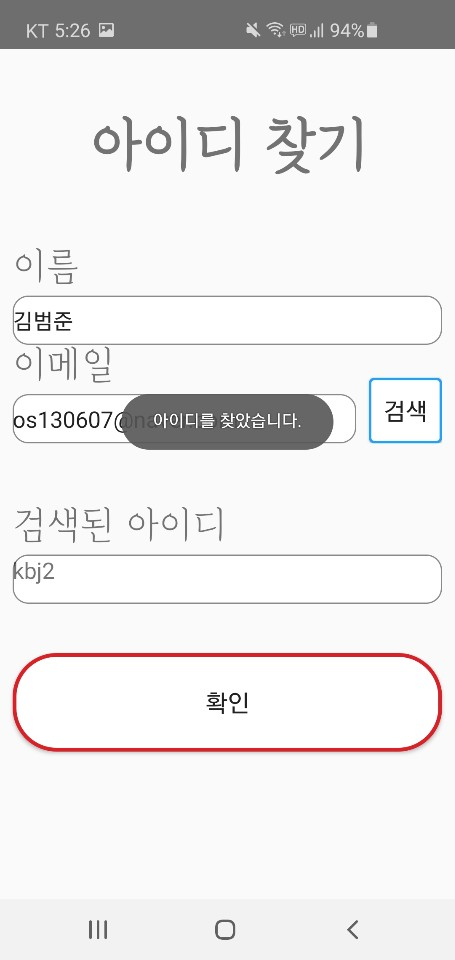 KT 5:26 HD 94%
아이디 찾기
이름
김범준
이메일
os130607@na
아이디를 찾았습니다.
검색
검색된 아이디
kbj2
확인